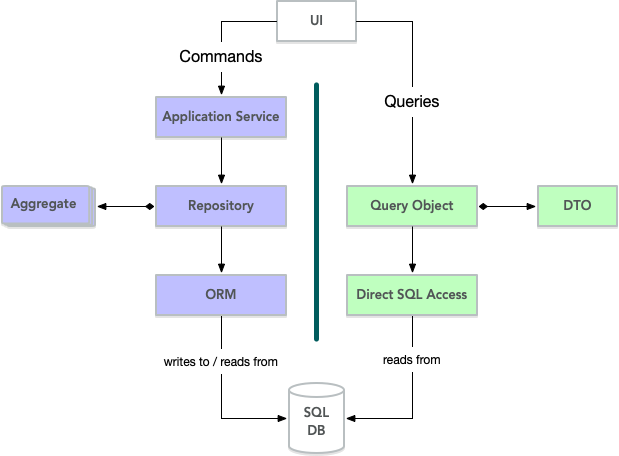 UI
Commands
Queries
Application Service
Aggregate
Repository
Query Object
DTO
ORM
Direct SQL Access
writes to / reads from
reads from
SQL
DB